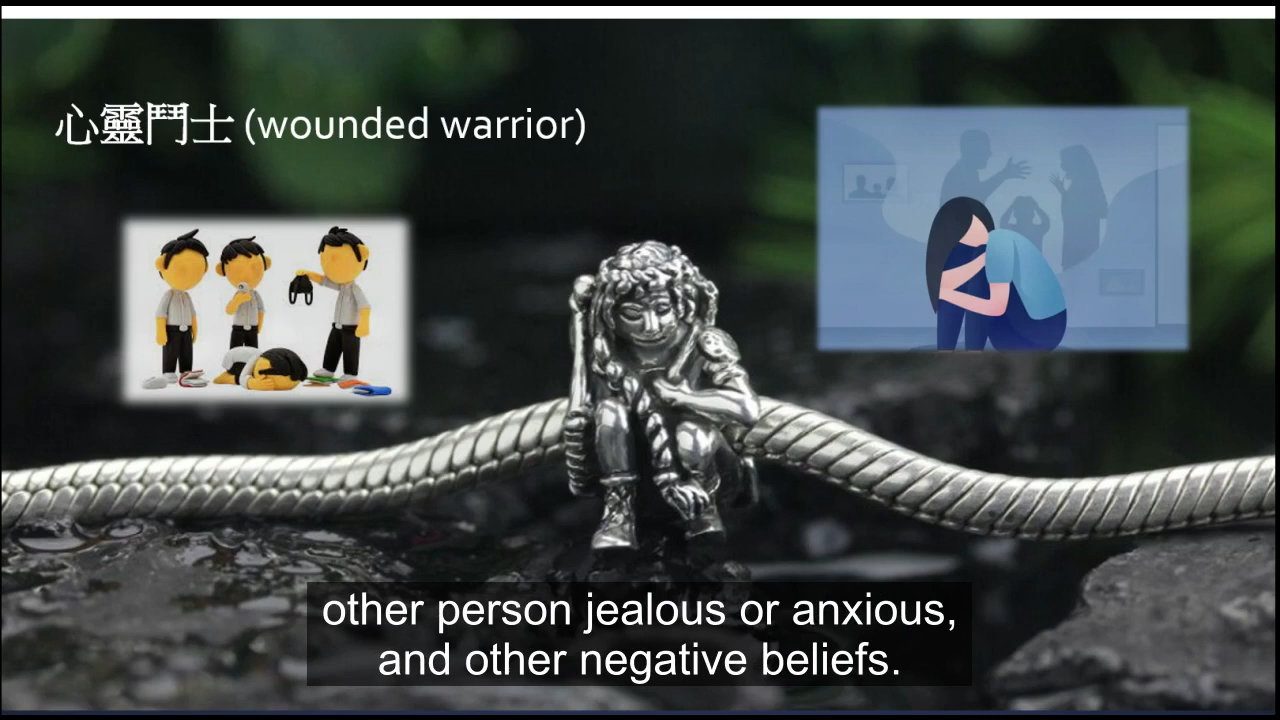 心靈鬥士 (wounded warrior)
other person jealous or anxious,
and other negative beliefs.